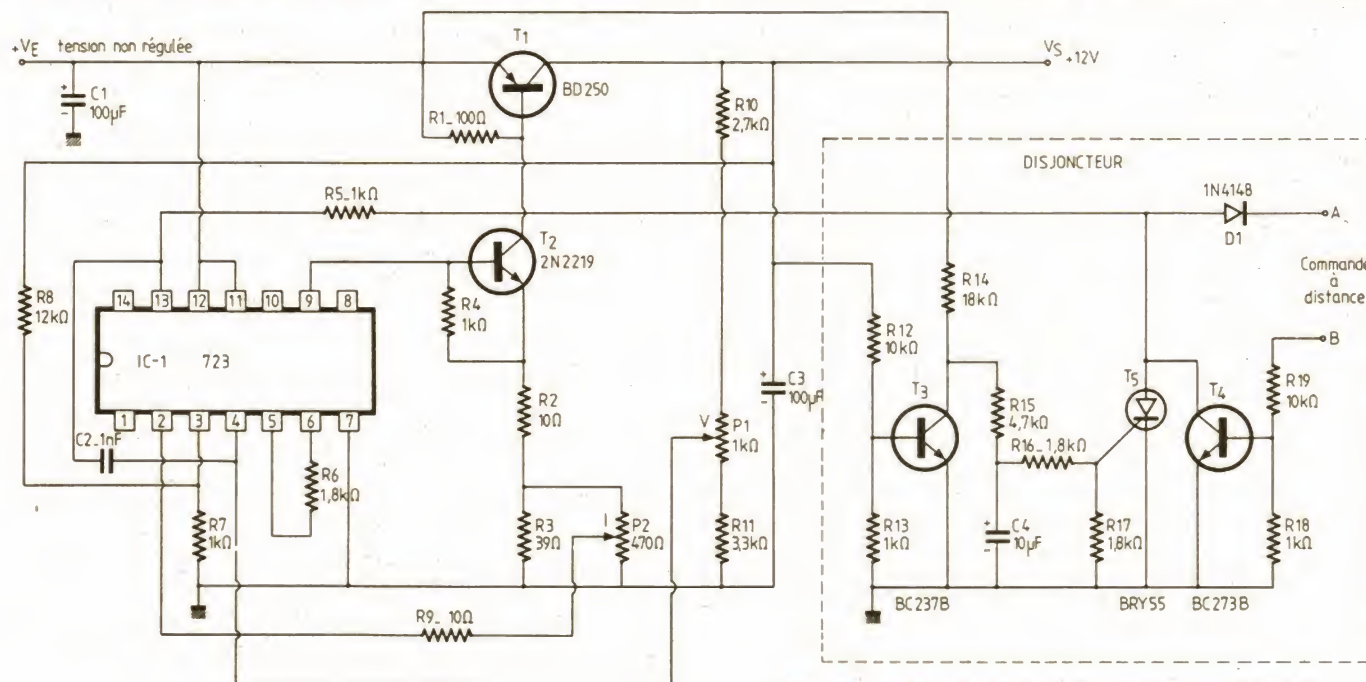 +VE tension non régulée
T1
VS +12V
BD250
+
C1
100µF
-
R1_100Ω
R10
2,7kΩ
DISJONCTEUR
1N4148
A
D1
R5_1kΩ
T2
2N2219
Commande
à
distance
R14
18kΩ
R8
12kΩ
14 13 12 11 10 9 8
R4
1kΩ
R12
10kΩ
B
IC-1 723
+
C3
100µF
-
T3
T5
T4
R19
10kΩ
R2
10Ω
R15
4,7kΩ
1 2 3 4 5 6 7
V
P1
1kΩ
C2_1nF
R16_1,8kΩ
R6
1,8kΩ
R7
1kΩ
R3
39Ω
I
P2
470Ω
R11
3,3kΩ
R13
1kΩ
+
C4
10µF
-
R17
1,8kΩ
R18
1kΩ
BC237B
BRY55
BC273B
R9_ 10Ω